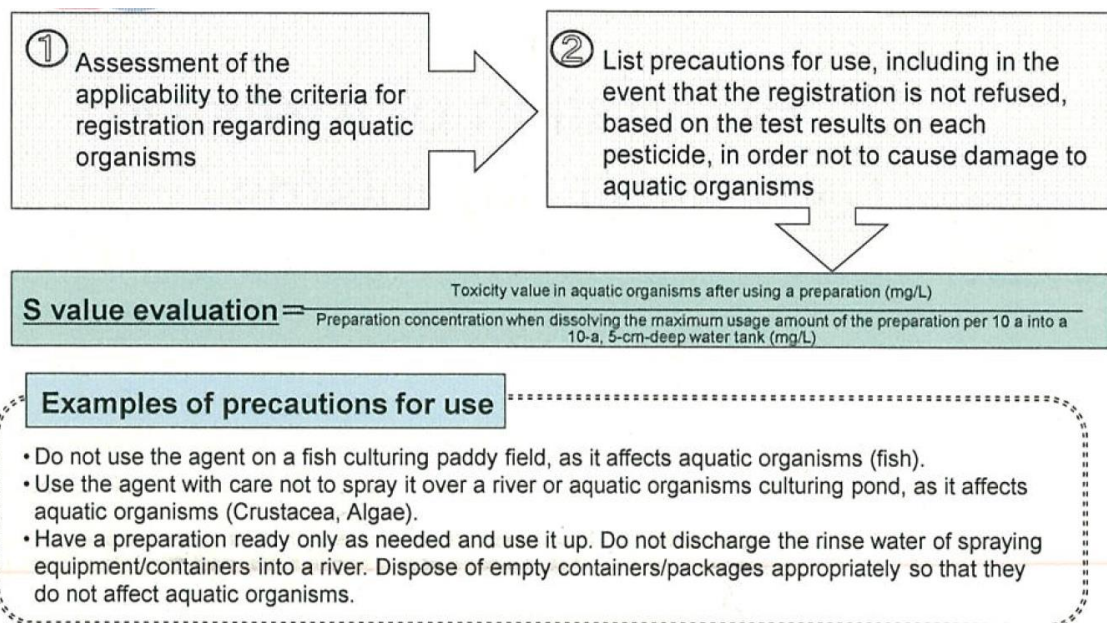 ① Assessment of the
applicability to the criteria for
registration regarding aquatic
organisms
② List precautions for use, including in the
event that the registration is not refused,
based on the test results on each
pesticide, in order not to cause damage to
aquatic organisms
S value evaluation=
Toxicity value in aquatic organisms after using a preparation (mg/L)
Preparation concentration when dissolving the maximum usage amount of the preparation per 10 a into a
10-a, 5-cm-deep water tank (mg/L)
Examples of precautions for use
・Do not use the agent on a fish culturing paddy field, as it affects aquatic organisms (fish).
・Use the agent with care not to spray it over a river or aquatic organisms culturing pond, as it affects
aquatic organisms (Crustacea, Algae).
・Have a preparation ready only as needed and use it up. Do not discharge the rinse water of spraying
equipment/containers into a river. Dispose of empty containers/packages appropriately so that they
do not affect aquatic organisms.